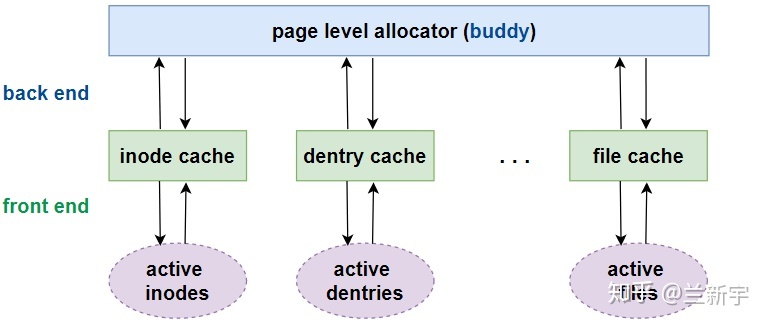 page level allocator (buddy)
back end
inode cache
dentry cache
. . .
file cache
front end
active
inodes
active
dentries
active
files
知乎 @兰新宇